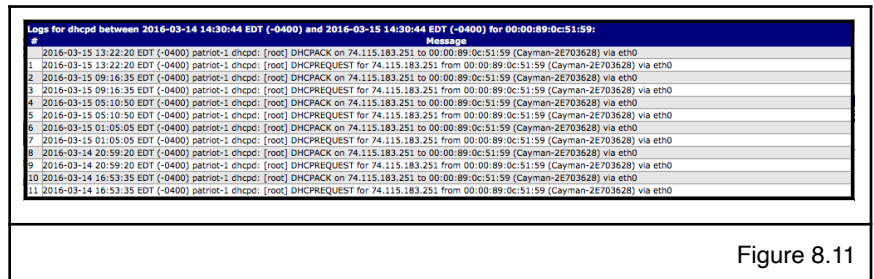 Logs for dhcpd between 2016-03-14 14:30:44 EDT (-0400) and 2016-03-15 14:30:44 EDT (-0400) for 00:00:89:0c:51:59:
# Message
2016-03-15 13:22:20 EDT (-0400) patriot-1 dhcpd: [root] DHCPACK on 74.115.183.251 to 00:00:89:0c:51:59 (Cayman-2E703628) via eth0
1 2016-03-15 13:22:20 EDT (-0400) patriot-1 dhcpd: [root] DHCPREQUEST for 74.115.183.251 from 00:00:89:0c:51:59 (Cayman-2E703628) via eth0
2 2016-03-15 09:16:35 EDT (-0400) patriot-1 dhcpd: [root] DHCPACK on 74.115.183.251 to 00:00:89:0c:51:59 (Cayman-2E703628) via eth0
3 2016-03-15 09:16:35 EDT (-0400) patriot-1 dhcpd: [root] DHCPREQUEST for 74.115.183.251 from 00:00:89:0c:51:59 (Cayman-2E703628) via eth0
4 2016-03-15 05:10:50 EDT (-0400) patriot-1 dhcpd: [root] DHCPACK on 74.115.183.251 to 00:00:89:0c:51:59 (Cayman-2E703628) via eth0
5 2016-03-15 05:10:50 EDT (-0400) patriot-1 dhcpd: [root] DHCPREQUEST for 74.115.183.251 from 00:00:89:0c:51:59 (Cayman-2E703628) via eth0
6 2016-03-15 01:05:05 EDT (-0400) patriot-1 dhcpd: [root] DHCPACK on 74.115.183.251 to 00:00:89:0c:51:59 (Cayman-2E703628) via eth0
7 2016-03-15 01:05:05 EDT (-0400) patriot-1 dhcpd: [root] DHCPREQUEST for 74.115.183.251 from 00:00:89:0c:51:59 (Cayman-2E703628) via eth0
8 2016-03-14 20:59:20 EDT (-0400) patriot-1 dhcpd: [root] DHCPACK on 74.115.183.251 to 00:00:89:0c:51:59 (Cayman-2E703628) via eth0
9 2016-03-14 20:59:20 EDT (-0400) patriot-1 dhcpd: [root] DHCPREQUEST for 74.115.183.251 from 00:00:89:0c:51:59 (Cayman-2E703628) via eth0
10 2016-03-14 16:53:35 EDT (-0400) patriot-1 dhcpd: [root] DHCPACK on 74.115.183.251 to 00:00:89:0c:51:59 (Cayman-2E703628) via eth0
11 2016-03-14 16:53:35 EDT (-0400) patriot-1 dhcpd: [root] DHCPREQUEST for 74.115.183.251 from 00:00:89:0c:51:59 (Cayman-2E703628) via eth0
Figure 8.11